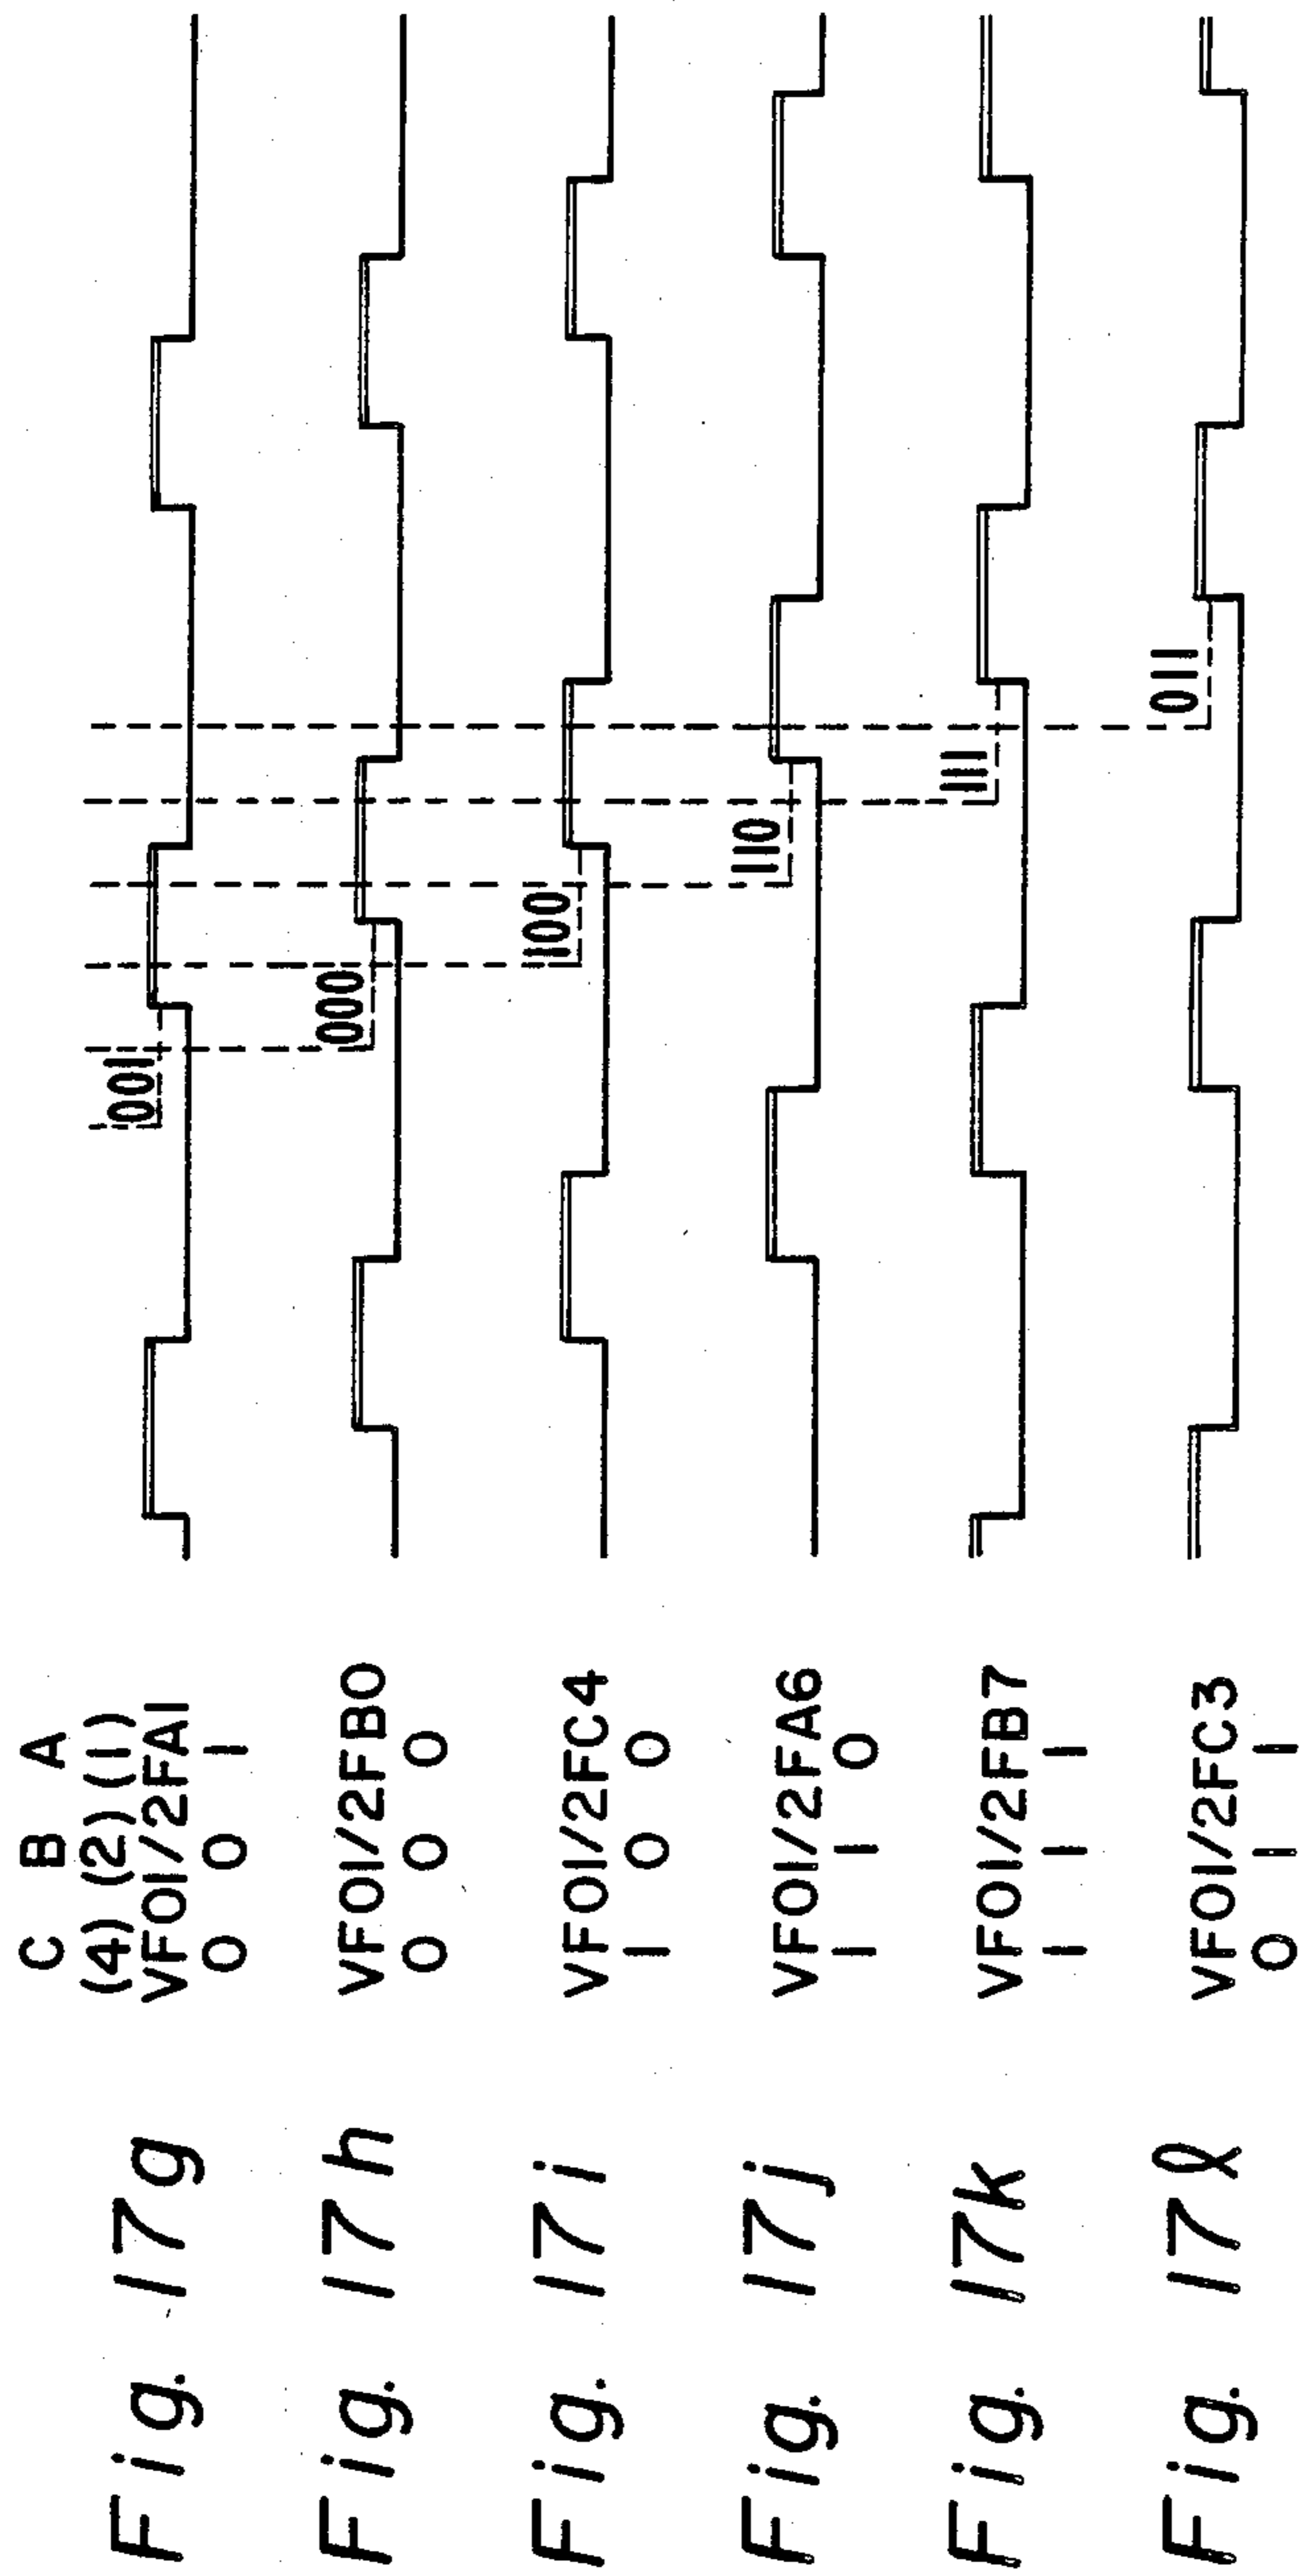 C B A
(4) (2) (1)
Fig. 17g VF01/2FA1 001
0 0 1
Fig. 17h VF01/2FB0 000
0 0 0
Fig. 17i VF01/2FC4 100
1 0 0
Fig. 17j VF01/2FA6 110
1 1 0
Fig. 17k VF01/2FB7 111
1 1 1
Fig. 17l VF01/2FC3 011
0 1 1